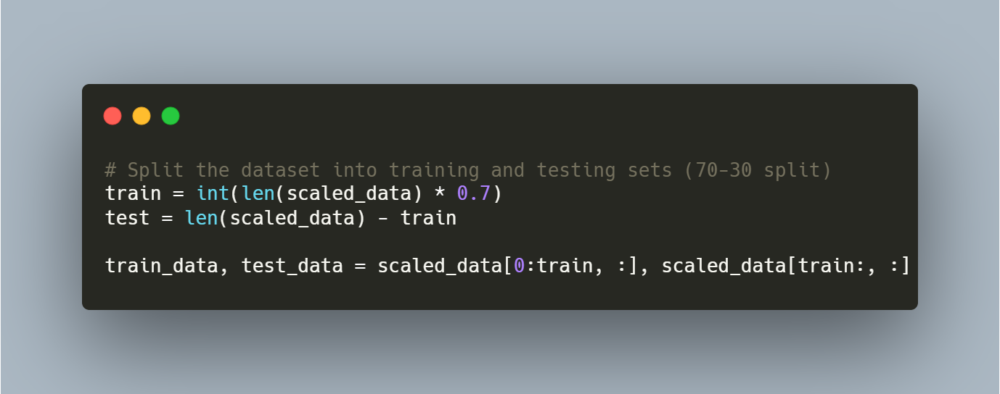 # Split the dataset into training and testing sets (70-30 split)
train = int(len(scaled_data) * 0.7)
test = len(scaled_data) - train
train_data, test_data = scaled_data[0:train, :], scaled_data[train:, :]